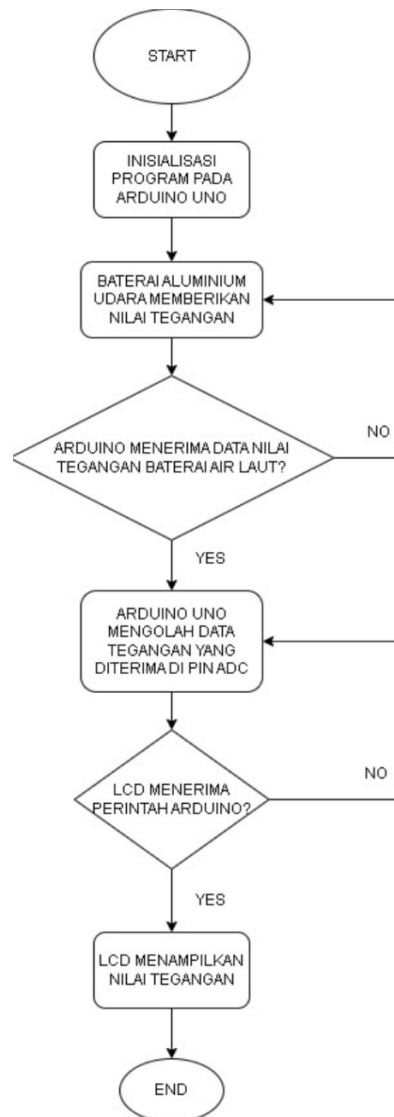 START
INISIALISASI
PROGRAM PADA
ARDUINO UNO
BATERAI ALUMINIUM
UDARA MEMBERIKAN
NILAI TEGANGAN
ARDUINO MENERIMA DATA NILAI
TEGANGAN BATERAI AIR LAUT?
NO
YES
ARDUINO UNO
MENGOLAH DATA
TEGANGAN YANG
DITERIMA DI PIN ADC
LCD MENERIMA
PERINTAH ARDUINO?
NO
YES
LCD MENAMPILKAN
NILAI TEGANGAN
END